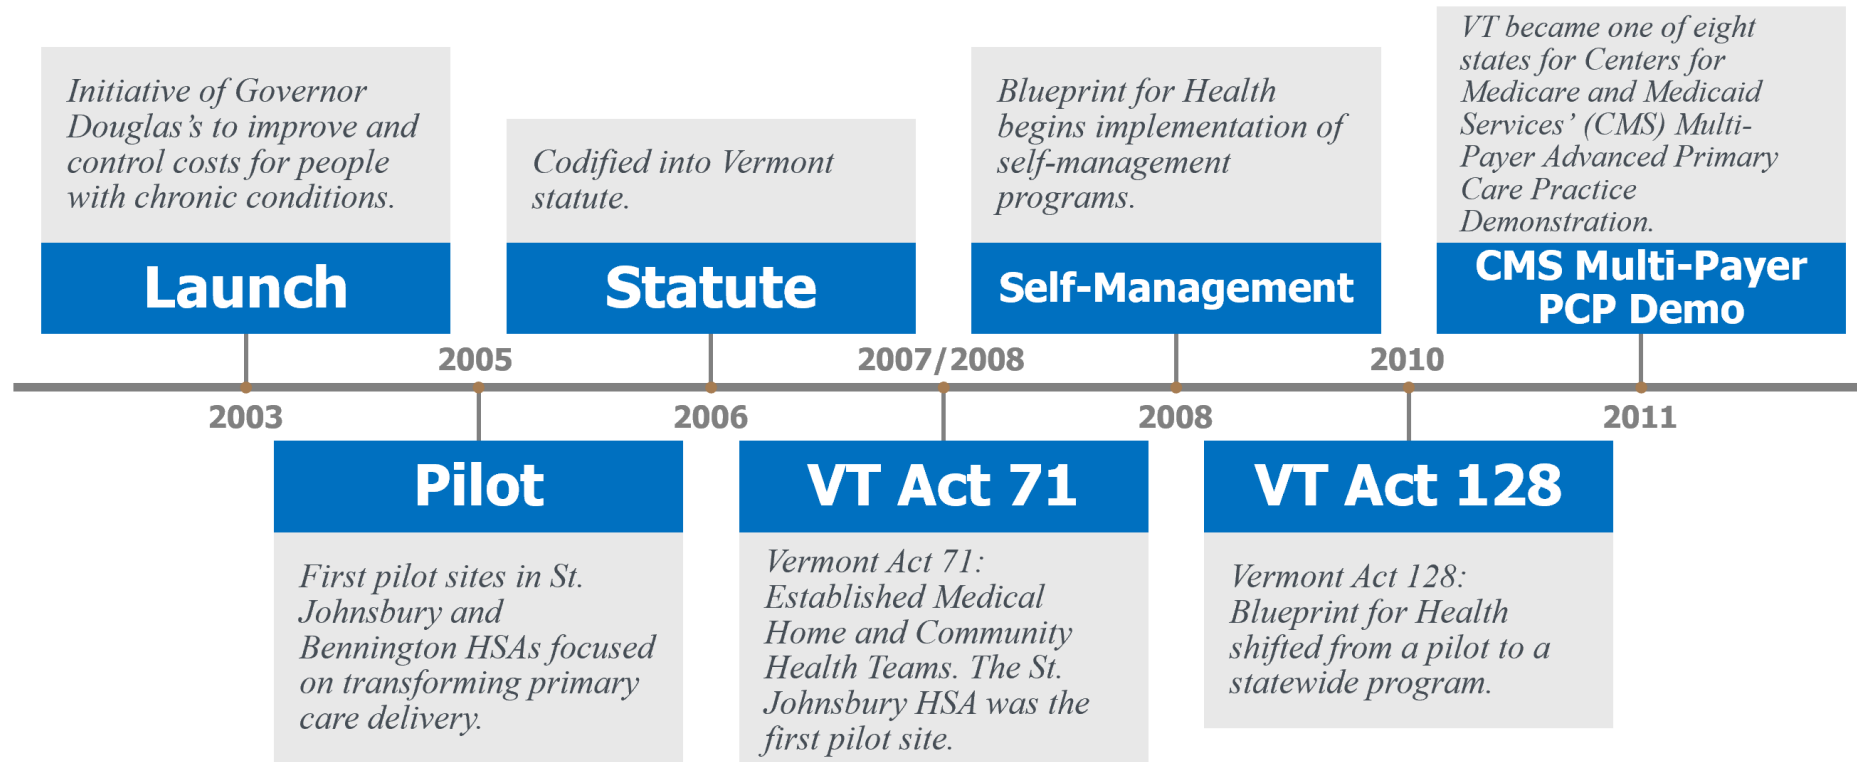 Initiative of Governor
Douglas’s to improve and
control costs for people
with chronic conditions.
Launch
2003
2005
Pilot
First pilot sites in St.
Johnsbury and
Bennington HSAs focused
on transforming primary
care delivery.
Codified into Vermont
statute.
Statute
2006
2007/2008
VT Act 71
Vermont Act 71:
Established Medical
Home and Community
Health Teams. The St.
Johnsbury HSA was the
first pilot site.
Blueprint for Health
begins implementation of
self-management
programs.
Self-Management
2008
2010
VT Act 128
Vermont Act 128:
Blueprint for Health
shifted from a pilot to a
statewide program.
VT became one of eight
states for Centers for
Medicare and Medicaid
Services’ (CMS) Multi-
Payer Advanced Primary
Care Practice
Demonstration.
CMS Multi-Payer
PCP Demo
2011